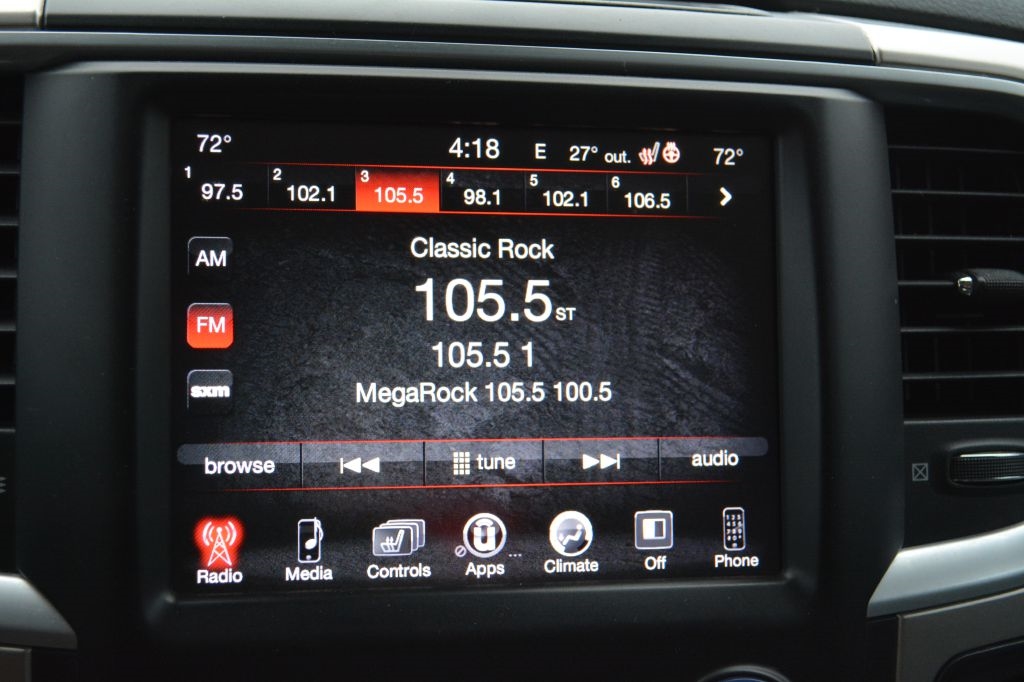 72° 4:18 E 27° out. 72°
1 97.5 2 102.1 3 105.5 4 98.1 5 102.1 6 106.5
Classic Rock
AM
105.5 ST
FM
105.5 1
sxm
MegaRock 105.5 100.5
browse tune audio
Radio Media Controls Apps ... Climate Off Phone